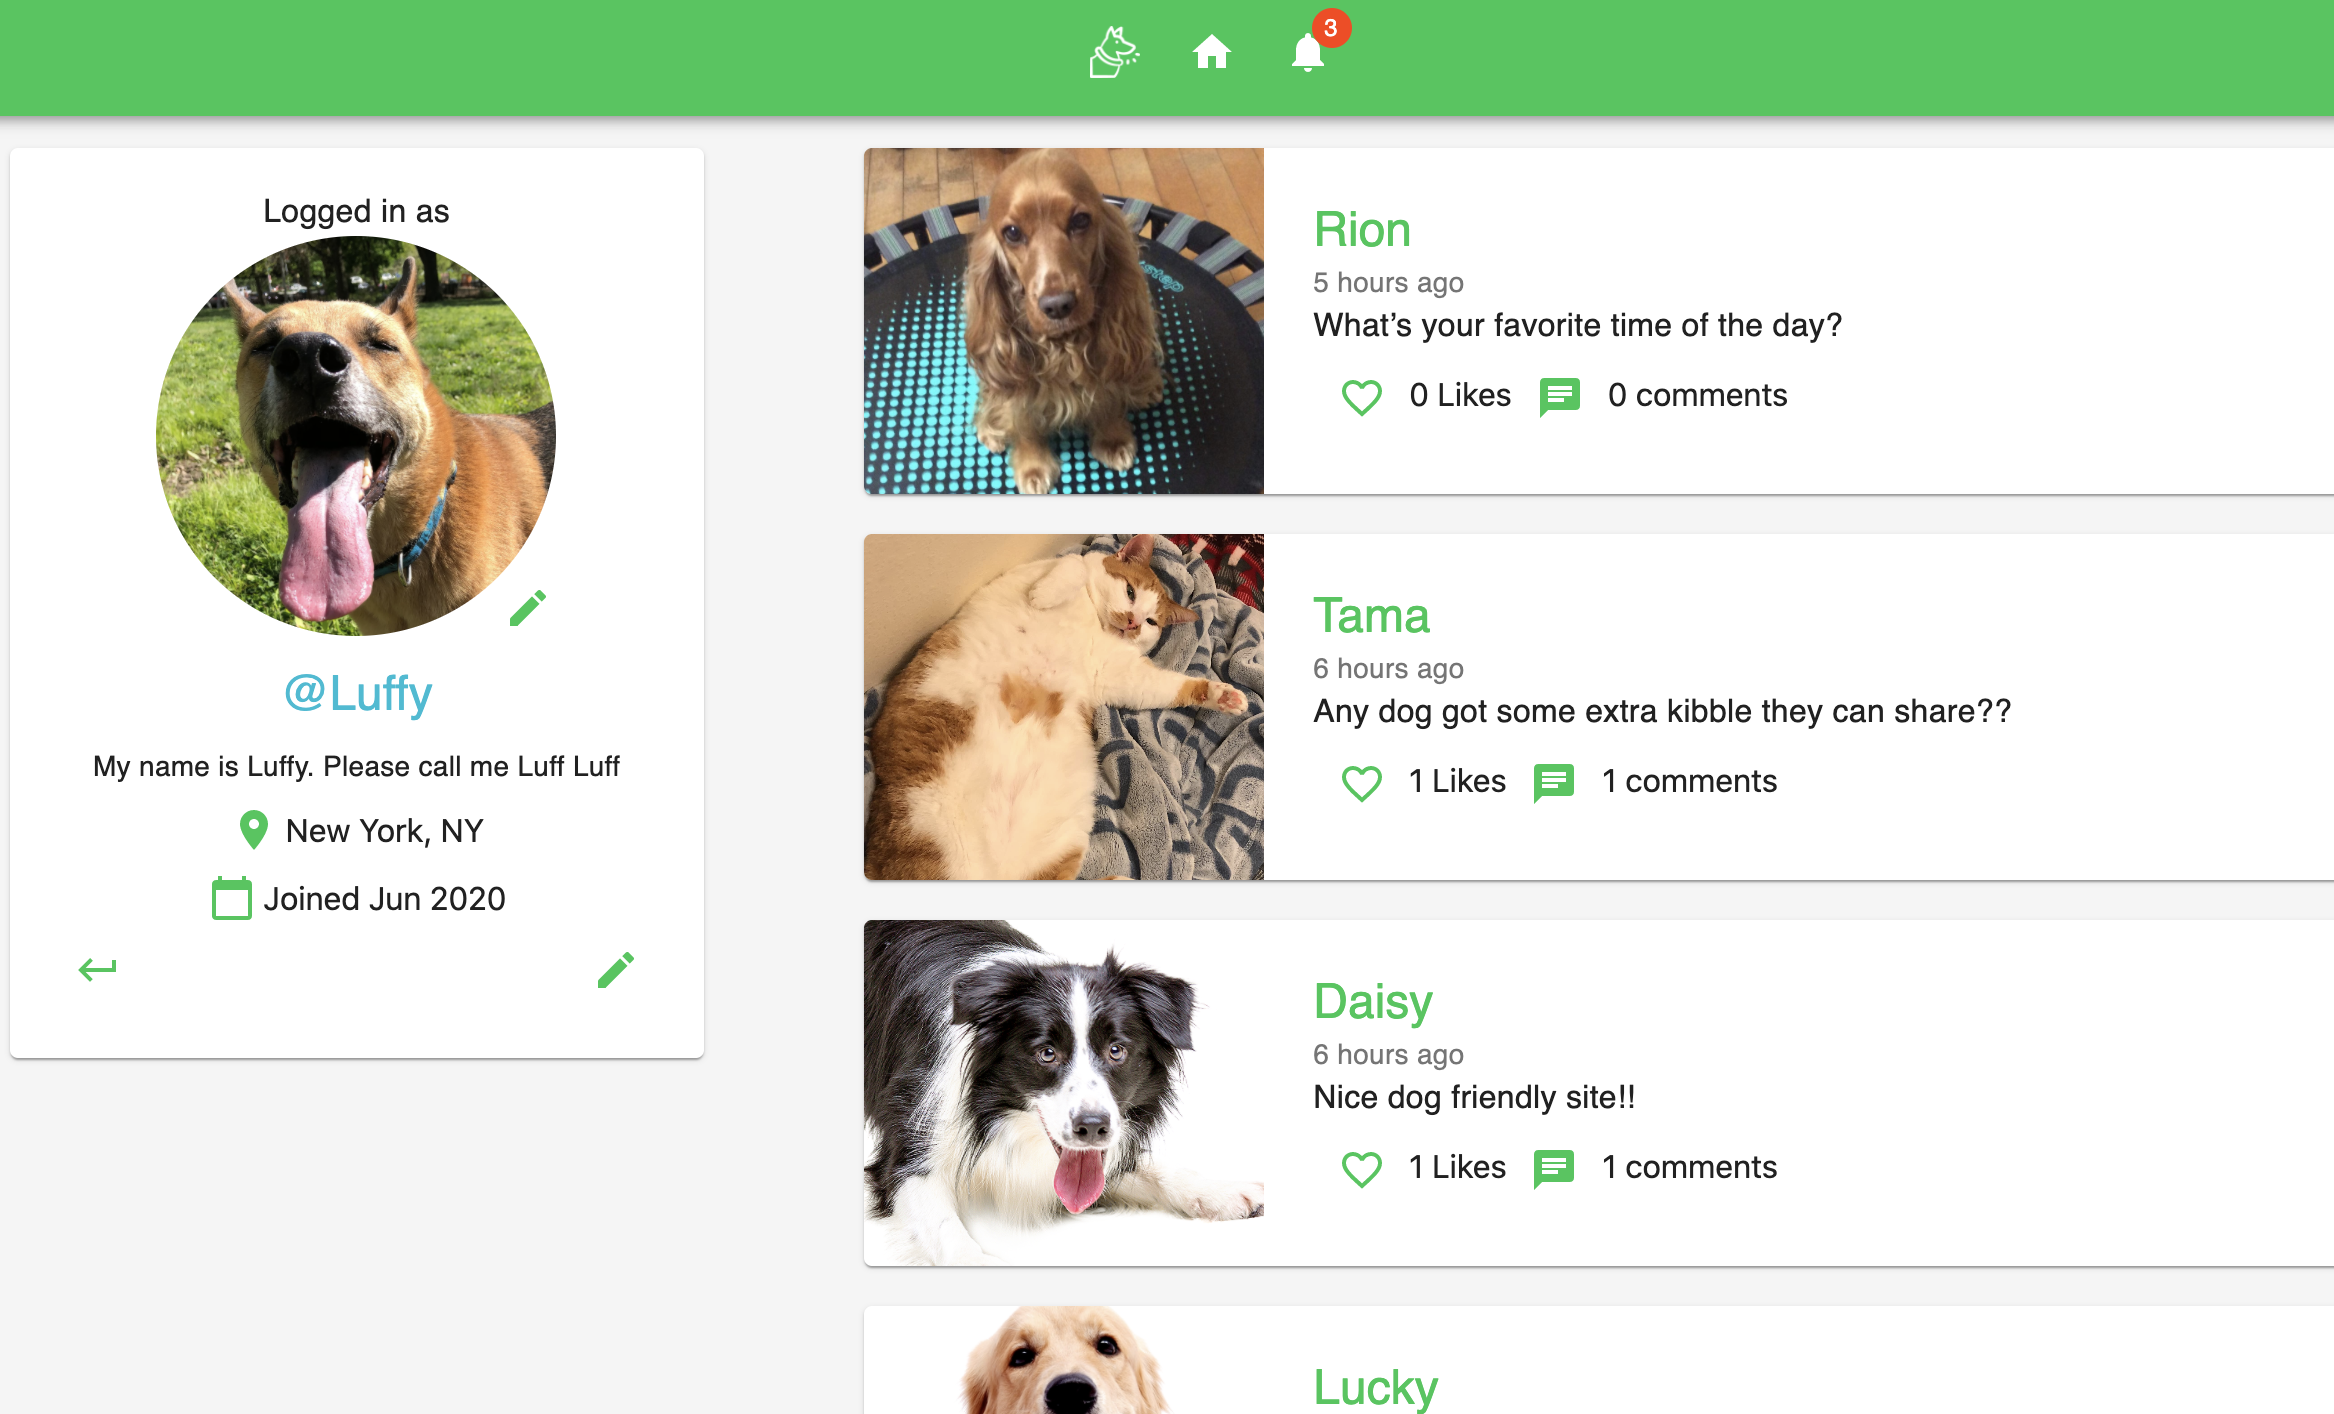 3
Logged in as
@Luffy
My name is Luffy. Please call me Luff Luff
New York, NY
Joined Jun 2020
Rion
5 hours ago
What’s your favorite time of the day?
0 Likes 0 comments
Tama
6 hours ago
Any dog got some extra kibble they can share??
1 Likes 1 comments
Daisy
6 hours ago
Nice dog friendly site!!
1 Likes 1 comments
Lucky